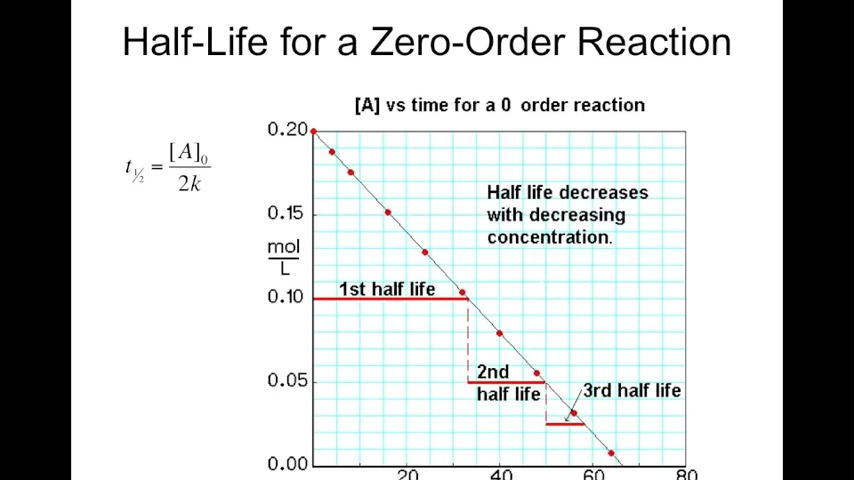 Half-Life for a Zero-Order Reaction
[A] vs time for a 0 order reaction
t½ = [A]₀ / 2k
0.20
Half life decreases
with decreasing
concentration.
0.15
mol
L
1st half life
0.10
2nd
half life
3rd half life
0.05
0.00
20 40 60 80